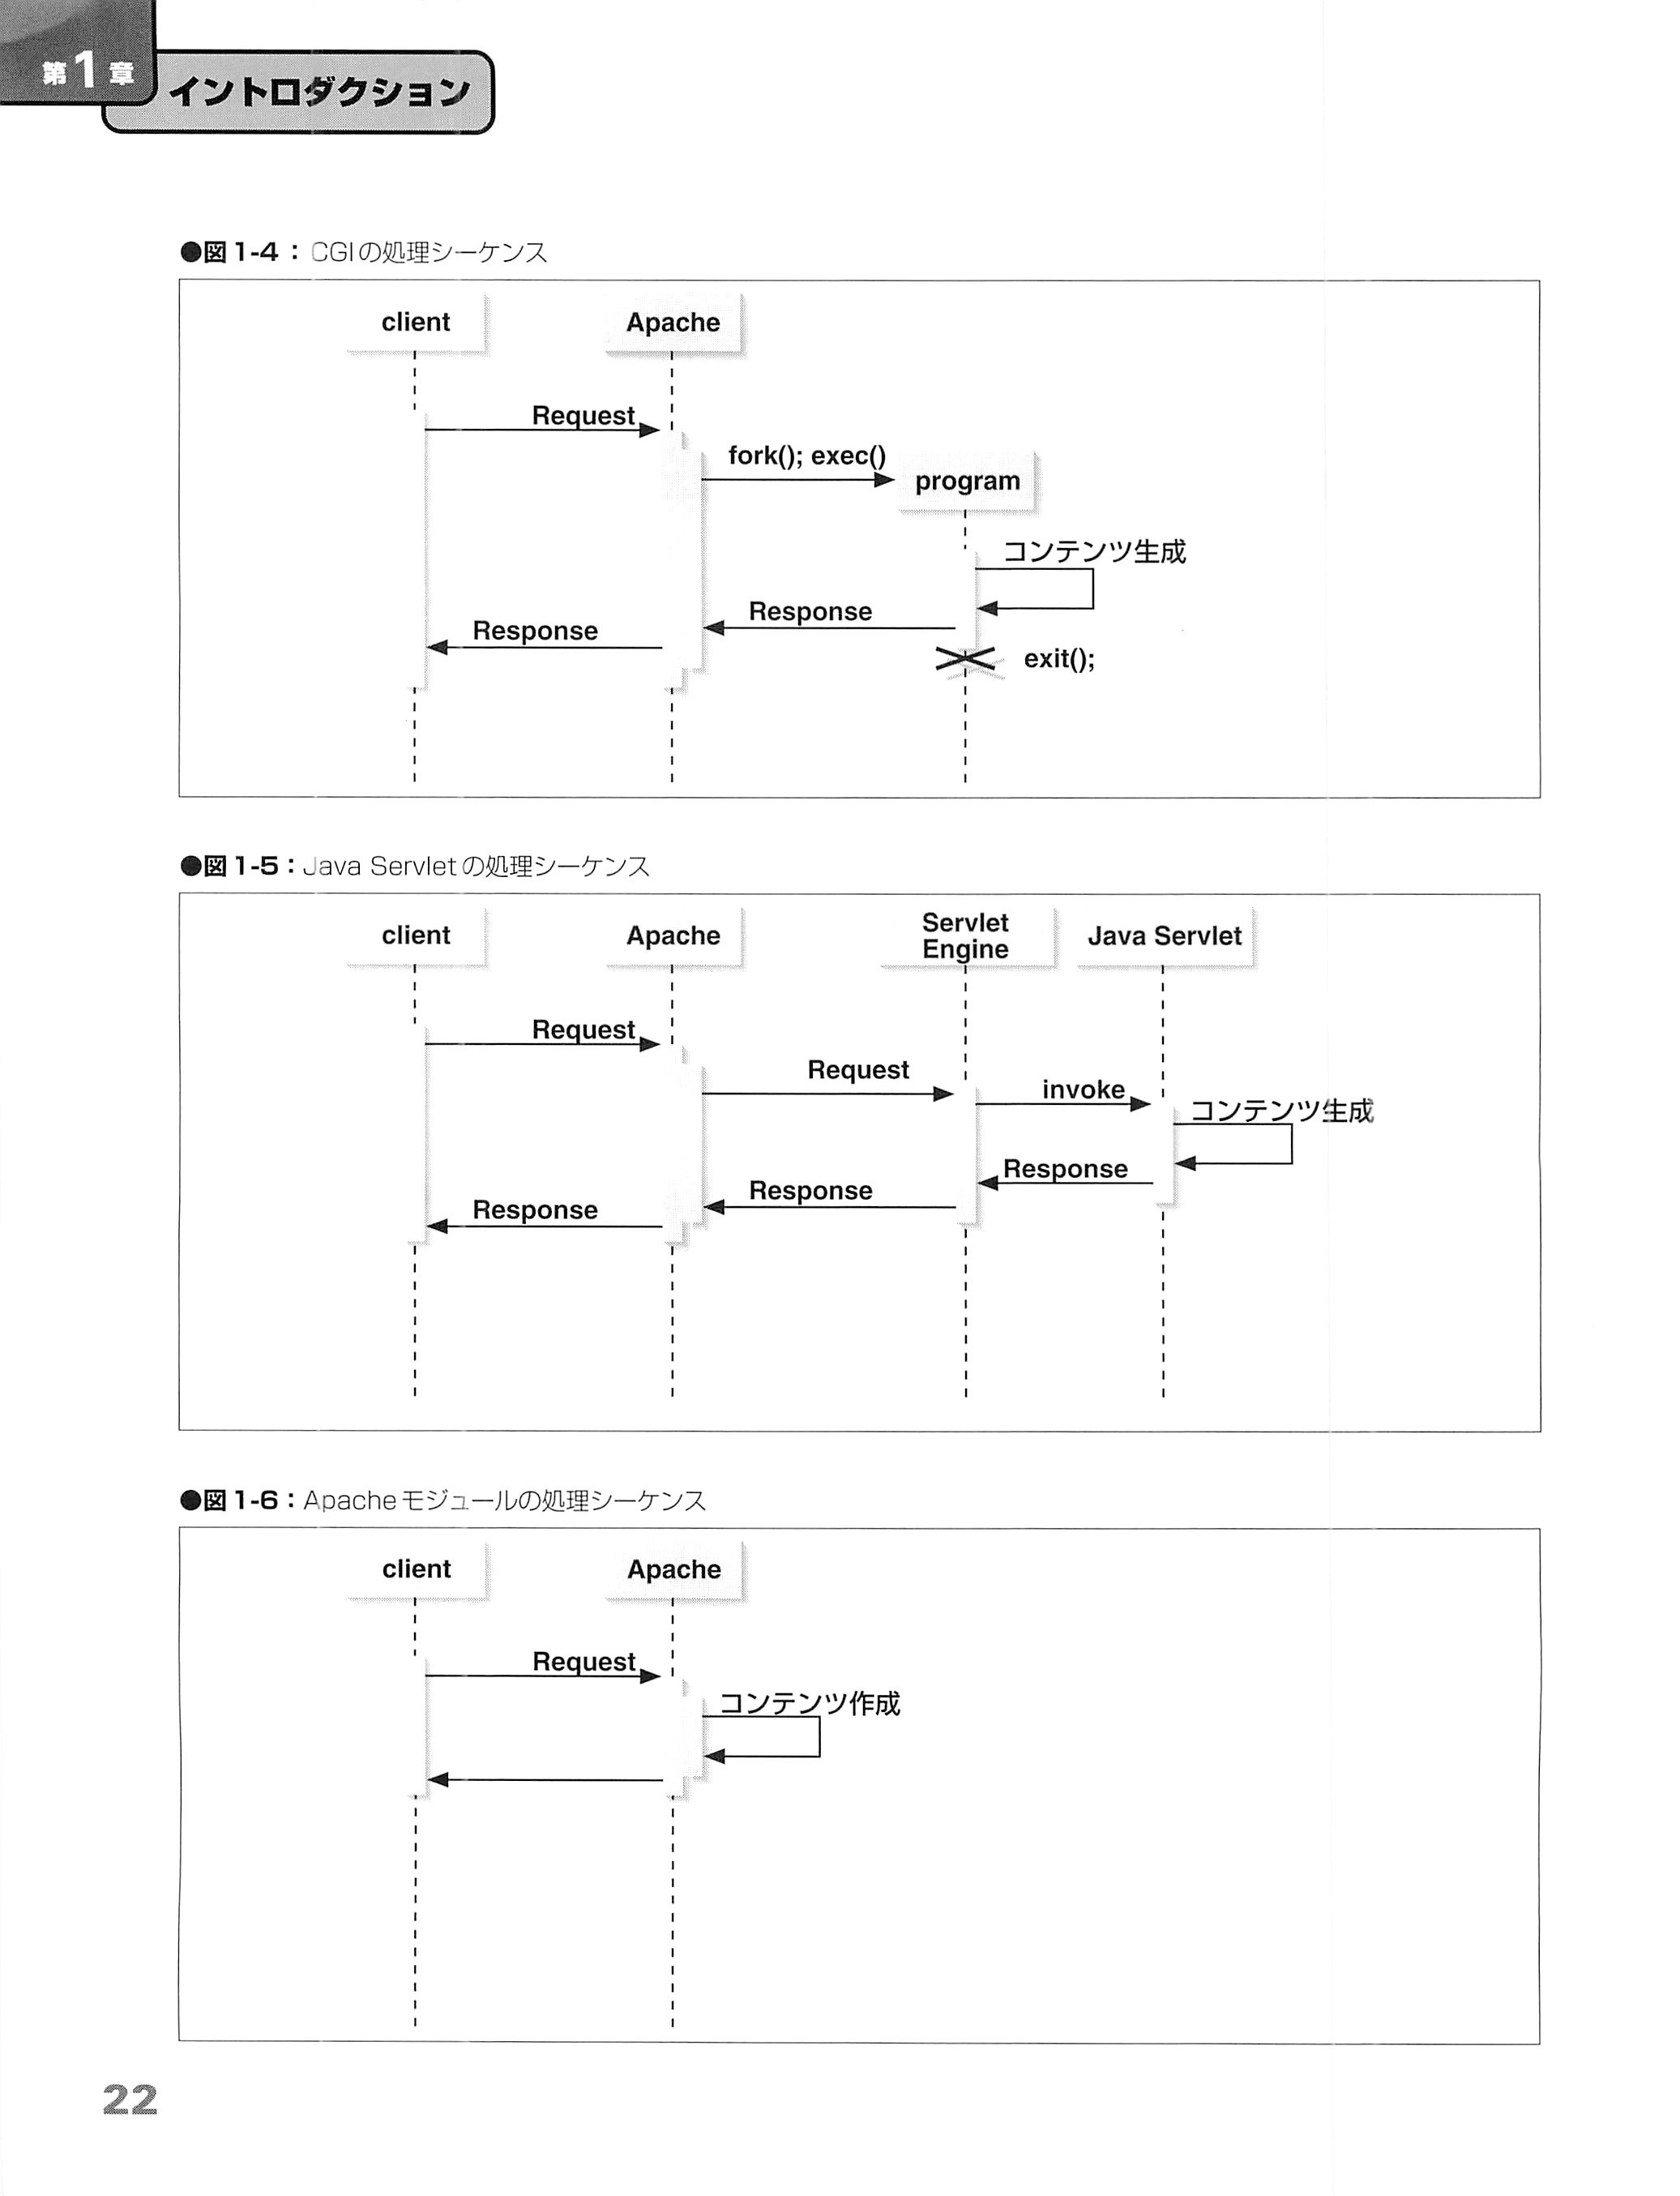 第1章
イントロダクション
●図1-4：CGIの処理シーケンス
client
Apache
Request
fork(); exec()
program
コンテンツ生成
Response
Response
exit();
●図1-5：Java Servletの処理シーケンス
client
Apache
Servlet
Engine
Java Servlet
Request
Request
invoke
コンテンツ生成
Response
Response
Response
●図1-6：Apacheモジュールの処理シーケンス
client
Apache
Request
コンテンツ作成
22